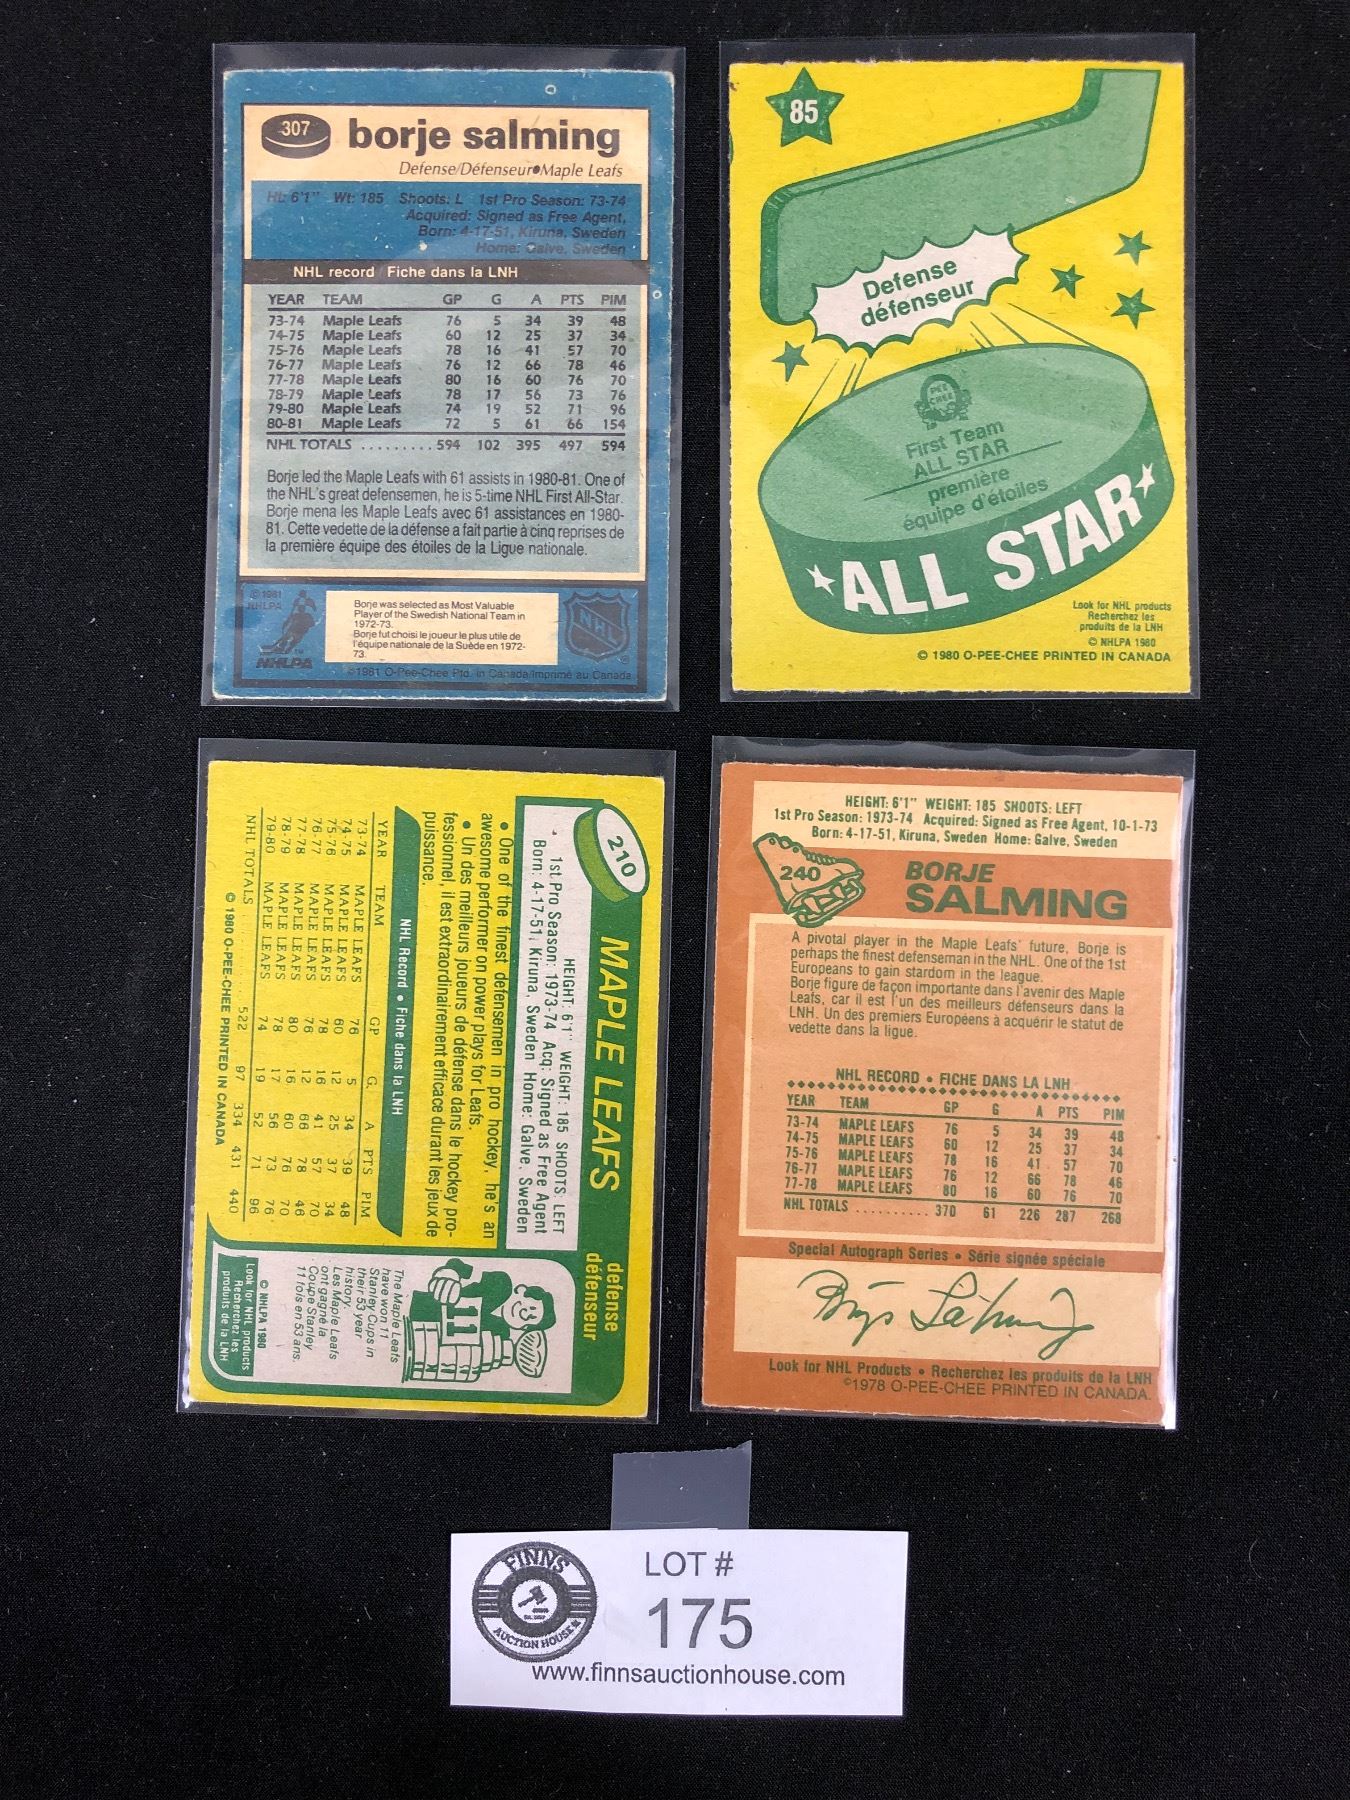 307
borje salming
Defense/Défenseur•Maple Leafs
Ht: 6'1" Wt: 185 Shoots: L 1st Pro Season: 73-74
Acquired: Signed as Free Agent,
Born: 4-17-51, Kiruna, Sweden
Home: Galve, Sweden
NHL record / Fiche dans la LNH
YEAR TEAM GP G A PTS PIM
73-74 Maple Leafs 76 5 34 39 48
74-75 Maple Leafs 60 12 25 37 34
75-76 Maple Leafs 78 16 41 57 70
76-77 Maple Leafs 76 12 66 78 46
77-78 Maple Leafs 80 16 60 76 70
78-79 Maple Leafs 78 17 56 73 76
79-80 Maple Leafs 74 19 52 71 96
80-81 Maple Leafs 72 5 61 66 154
NHL TOTALS ......... 594 102 395 497 594
Borje led the Maple Leafs with 61 assists in 1980-81. One of
the NHL's great defensemen, he is 5-time NHL First All-Star.
Borje mena les Maple Leafs avec 61 assistances en 1980-
81. Cette vedette de la défense a fait partie à cinq reprises de
la première équipe des étoiles de la Ligue nationale.
© 1981
NHLPA
NHLPA
Borje was selected as Most Valuable
Player of the Swedish National Team in
1972-73.
Borje fut choisi le joueur le plus utile de
l'équipe nationale de la Suède en 1972-
73.
NHL
©1981 O-Pee-Chee Ptd. in Canada/Imprimé au Canada
85
Defense
défenseur
O PEE CHEE
First Team
ALL STAR
première
équipe d'étoiles
ALL STAR
Look for NHL products
Recherchez les
produits de la LNH
© NHLPA 1980
© 1980 O-PEE-CHEE PRINTED IN CANADA
210
MAPLE LEAFS
defense
défenseur
HEIGHT: 6'1" WEIGHT: 185 SHOOTS: LEFT
1st Pro Season: 1973-74 Acq: Signed as Free Agent
Born: 4-17-51, Kiruna, Sweden Home: Galve, Sweden
• One of the finest defensemen in pro hockey, he's an
awesome performer on power plays for Leafs.
• Un des meilleurs joueurs de défense dans le hockey pro-
fessionnel, il est extraordinairement efficace durant les jeux de
puissance.
NHL Record • Fiche dans la LNH
YEAR TEAM GP G A PTS PIM
73-74 MAPLE LEAFS 76 5 34 39 48
74-75 MAPLE LEAFS 60 12 25 37 34
75-76 MAPLE LEAFS 78 16 41 57 70
76-77 MAPLE LEAFS 76 12 66 78 46
77-78 MAPLE LEAFS 80 16 60 76 70
78-79 MAPLE LEAFS 78 17 56 73 76
79-80 MAPLE LEAFS 74 19 52 71 96
NHL TOTALS ........ 522 97 334 431 440
© 1980 O-PEE-CHEE PRINTED IN CANADA
11
The Maple Leafs
have won 11
Stanley Cups in
their 53 year
history.
Les Maple Leafs
ont gagné la
Coupe Stanley
11 fois en 53 ans.
© NHLPA 1980
Look for NHL products
Recherchez les
produits de la LNH
HEIGHT: 6'1" WEIGHT: 185 SHOOTS: LEFT
1st Pro Season: 1973-74 Acquired: Signed as Free Agent, 10-1-73
Born: 4-17-51, Kiruna, Sweden Home: Galve, Sweden
240
BORJE
SALMING
A pivotal player in the Maple Leafs' future, Borje is
perhaps the finest defenseman in the NHL. One of the 1st
Europeans to gain stardom in the league.
Borje figure de façon importante dans l'avenir des Maple
Leafs, car il est l'un des meilleurs défenseurs dans la
LNH. Un des premiers Européens à acquérir le statut de
vedette dans la ligue.
NHL RECORD • FICHE DANS LA LNH
YEAR TEAM GP G A PTS PIM
73-74 MAPLE LEAFS 76 5 34 39 48
74-75 MAPLE LEAFS 60 12 25 37 34
75-76 MAPLE LEAFS 78 16 41 57 70
76-77 MAPLE LEAFS 76 12 66 78 46
77-78 MAPLE LEAFS 80 16 60 76 70
NHL TOTALS .......... 370 61 226 287 268
Special Autograph Series • Série signée spéciale
Börje Salming
Look for NHL Products • Recherchez les produits de la LNH
©1978 O-PEE-CHEE PRINTED IN CANADA.
FINNS
AUCTION HOUSE
LOT #
175
www.finnsauctionhouse.com